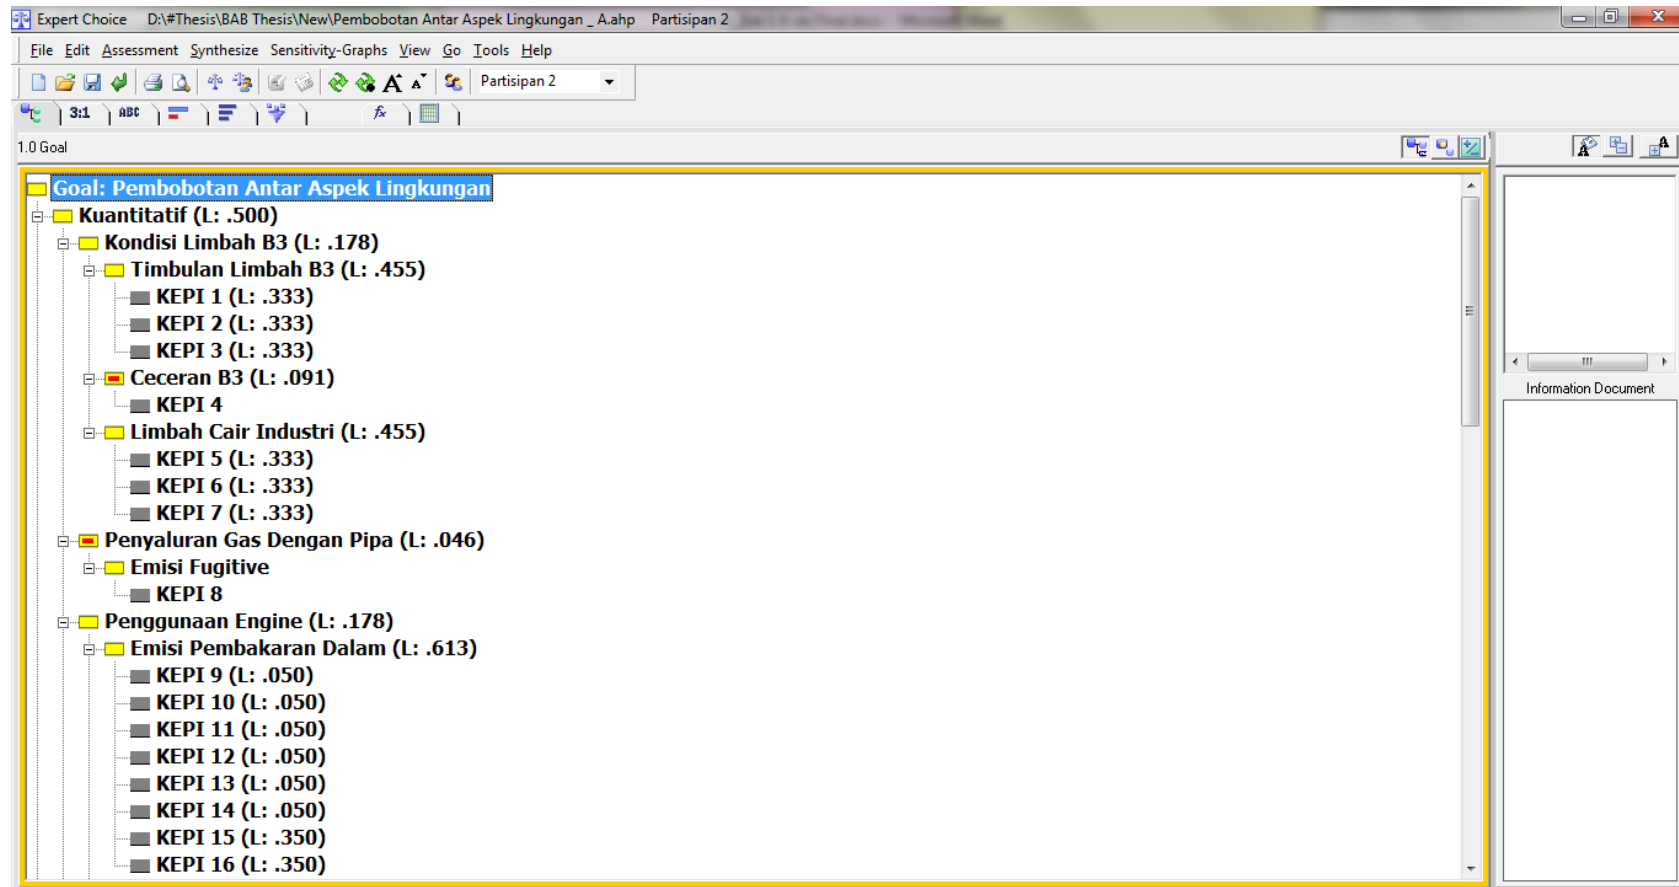 Expert Choice D:\#Thesis\BAB Thesis\New\Pembobotan Antar Aspek Lingkungan _ A.ahp Partisipan 2
File Edit Assessment Synthesize Sensitivity-Graphs View Go Tools Help
Partisipan 2
3:1 ABC fx
1.0 Goal
Goal: Pembobotan Antar Aspek Lingkungan
Kuantitatif (L: .500)
Kondisi Limbah B3 (L: .178)
Timbulan Limbah B3 (L: .455)
KEPI 1 (L: .333)
KEPI 2 (L: .333)
KEPI 3 (L: .333)
Ceceran B3 (L: .091)
KEPI 4
Limbah Cair Industri (L: .455)
KEPI 5 (L: .333)
KEPI 6 (L: .333)
KEPI 7 (L: .333)
Penyaluran Gas Dengan Pipa (L: .046)
Emisi Fugitive
KEPI 8
Penggunaan Engine (L: .178)
Emisi Pembakaran Dalam (L: .613)
KEPI 9 (L: .050)
KEPI 10 (L: .050)
KEPI 11 (L: .050)
KEPI 12 (L: .050)
KEPI 13 (L: .050)
KEPI 14 (L: .050)
KEPI 15 (L: .350)
KEPI 16 (L: .350)
Information Document